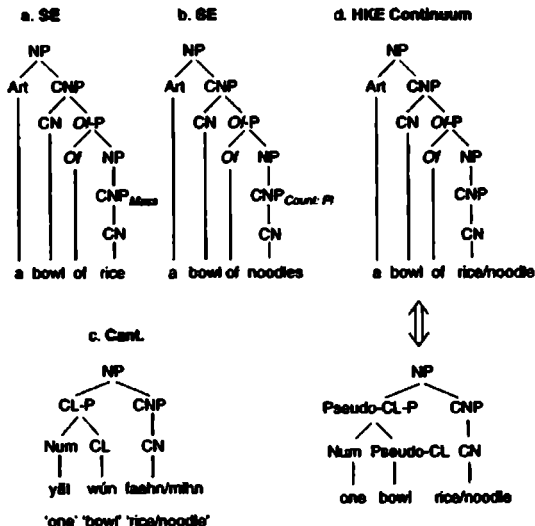 a. SE b. SE d. HKE Continuum
NP NP NP
Art CNP Art CNP Art CNP
CN Of-P CN Of-P CN Of-P
Of NP Of NP Of NP
CNP Mass CNP Count: Pl CNP
CN CN CN
a bowl of rice a bowl of noodles a bowl of rice/noodle
c. Cant.
NP NP
CL-P CNP Pseudo-CL-P CNP
Num CL CN Num Pseudo-CL CN
wún one bowl rice/noodle
'one' 'bowl' 'rice/noodle'